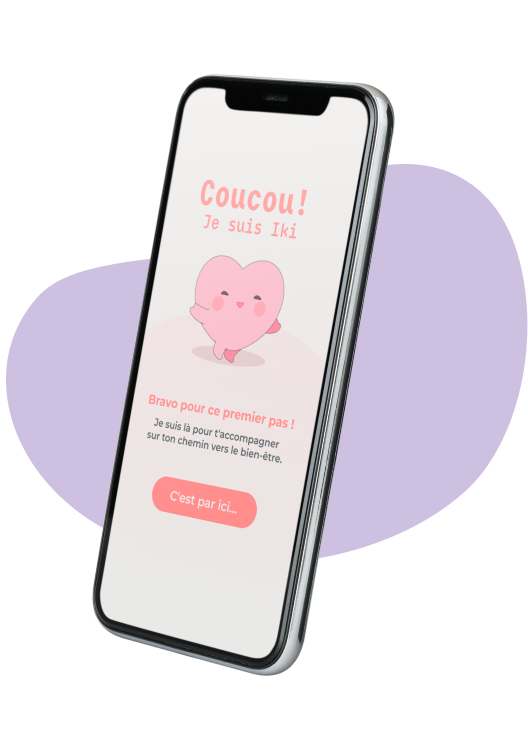 Coucou!
Je suis Iki
Bravo pour ce premier pas !
Je suis là pour t'accompagner
sur ton chemin vers le bien-être.
C'est par ici...